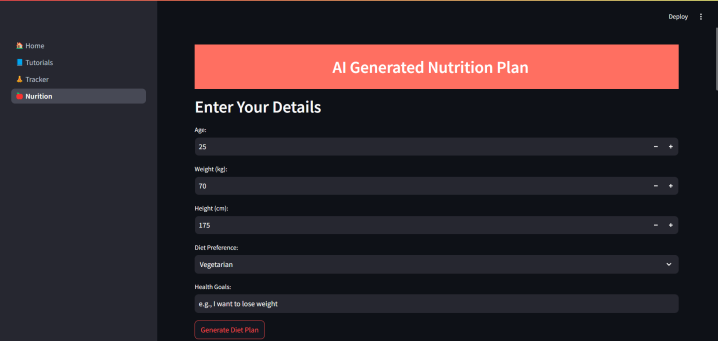 Deploy
Home
Tutorials
Tracker
Nurition
AI Generated Nutrition Plan
Enter Your Details
Age:
25
Weight (kg):
70
Height (cm):
175
Diet Preference:
Vegetarian
Health Goals:
e.g., I want to lose weight
Generate Diet Plan